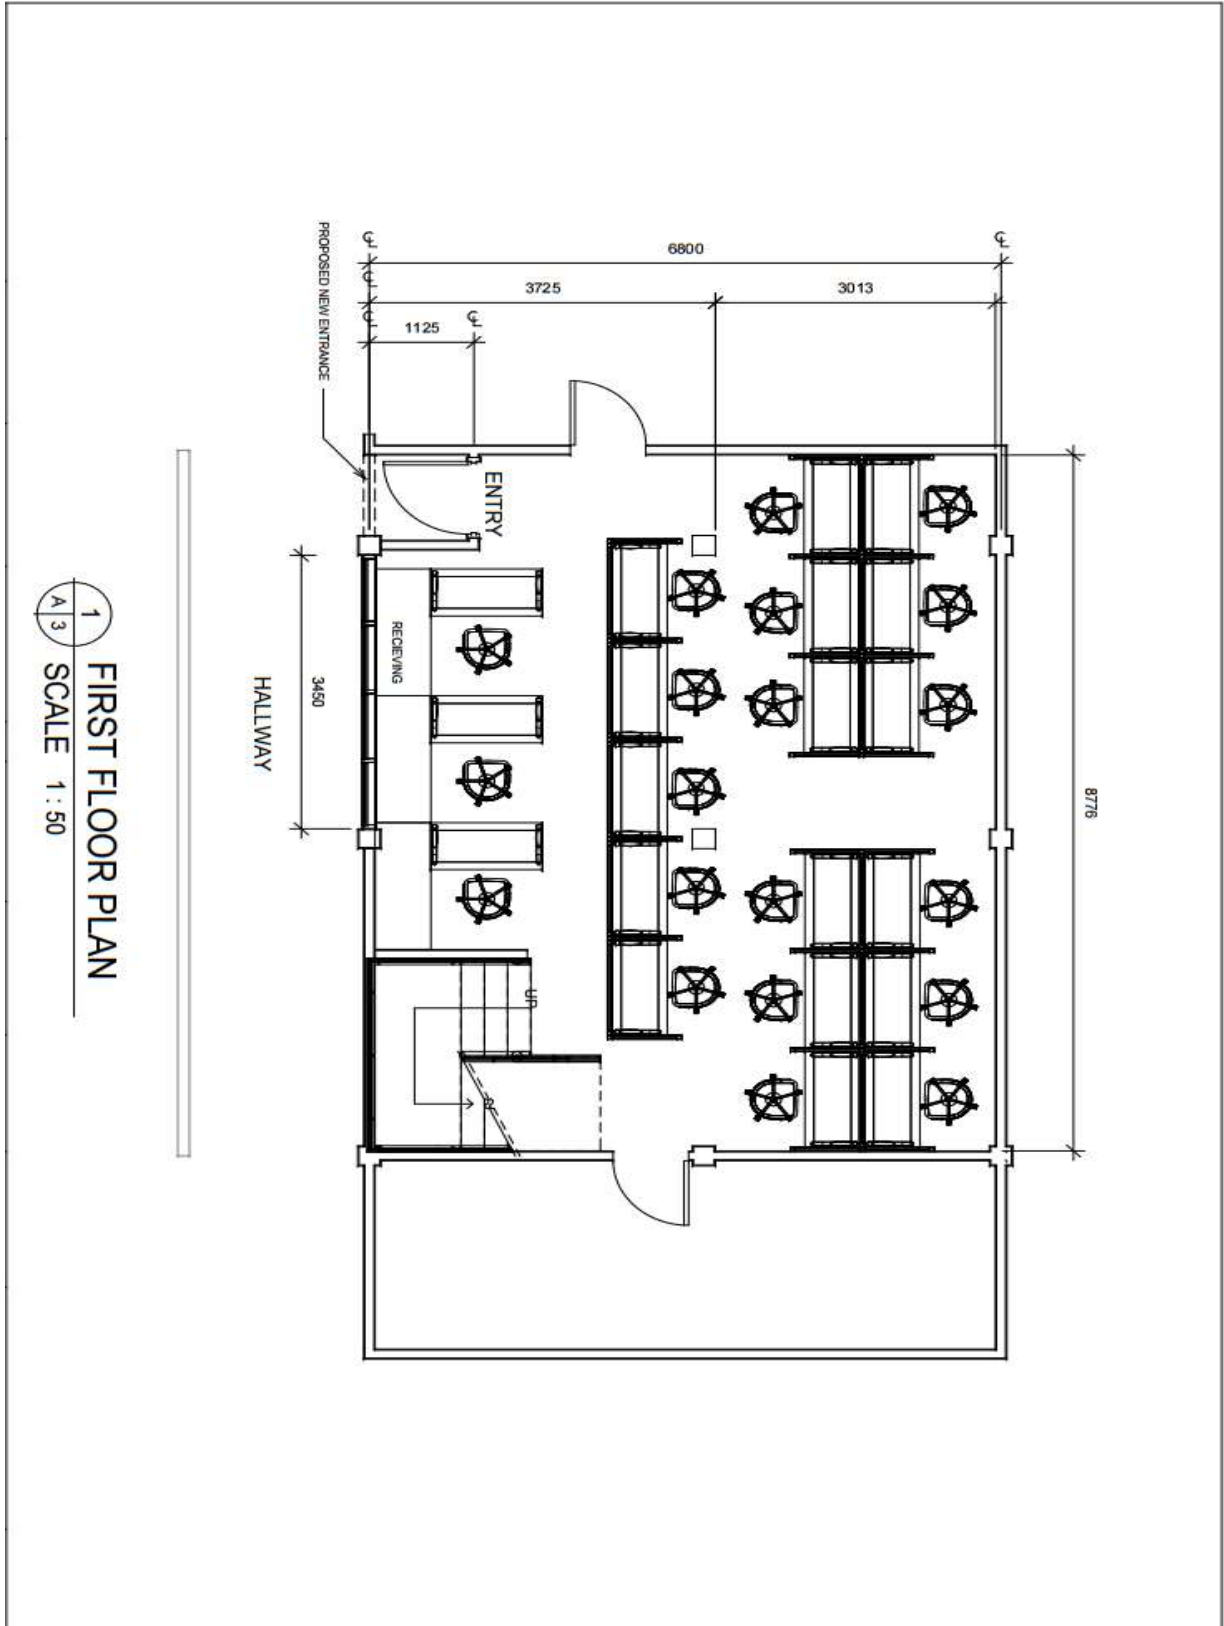 6800
3725
3013
1125
PROPOSED NEW ENTRANCE
ENTRY
RECIEVING
3450
HALLWAY
UP
8776
1
A 3
FIRST FLOOR PLAN
SCALE 1 : 50